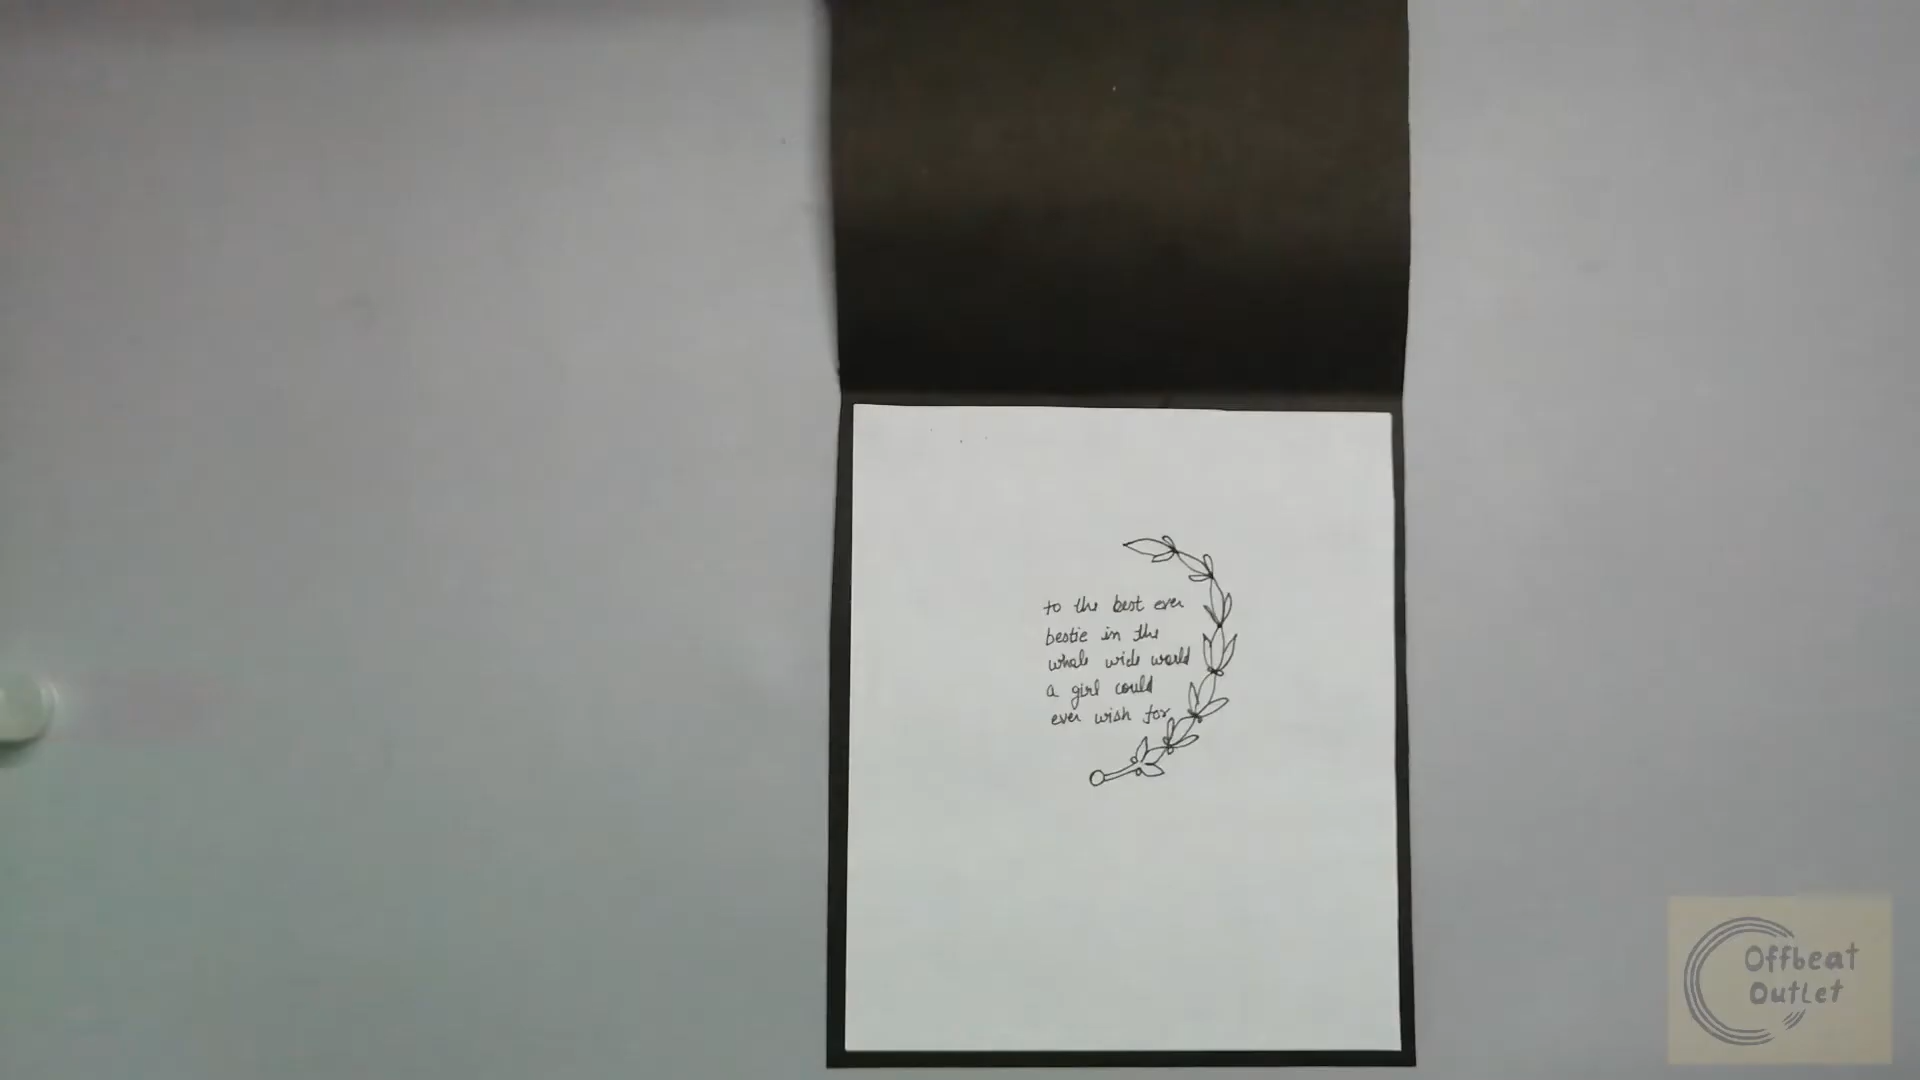 to the best ever
bestie in the
whole wide world
a girl could
ever wish for
Offbeat
Outlet